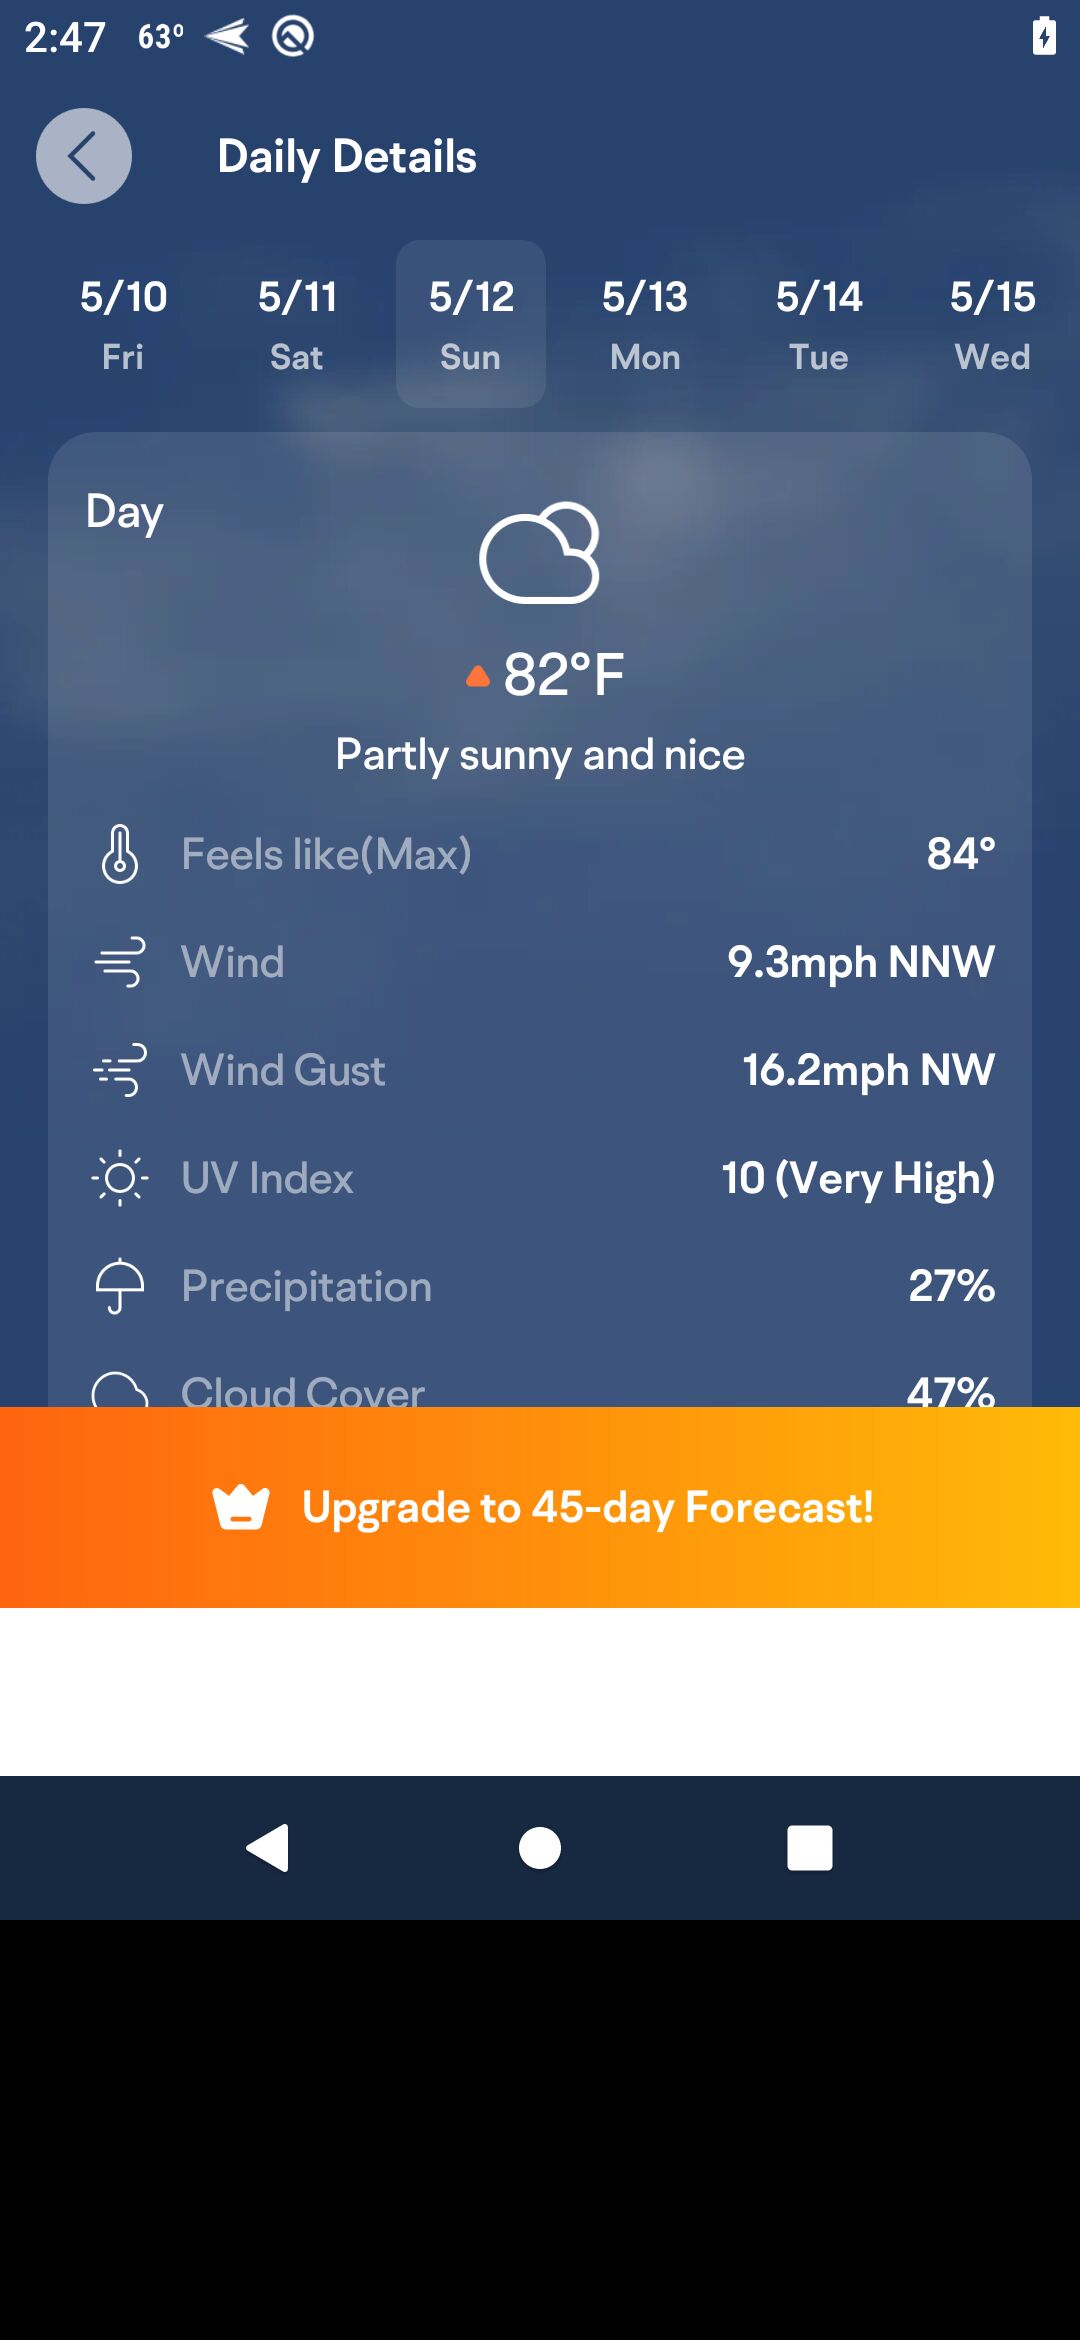 2:47 63°
Daily Details
5/10 5/11 5/12 5/13 5/14 5/15
Fri Sat Sun Mon Tue Wed
Day
82°F
Partly sunny and nice
Feels like(Max) 84°
Wind 9.3mph NNW
Wind Gust 16.2mph NW
UV Index 10 (Very High)
Precipitation 27%
Cloud Cover 47%
Upgrade to 45-day Forecast!